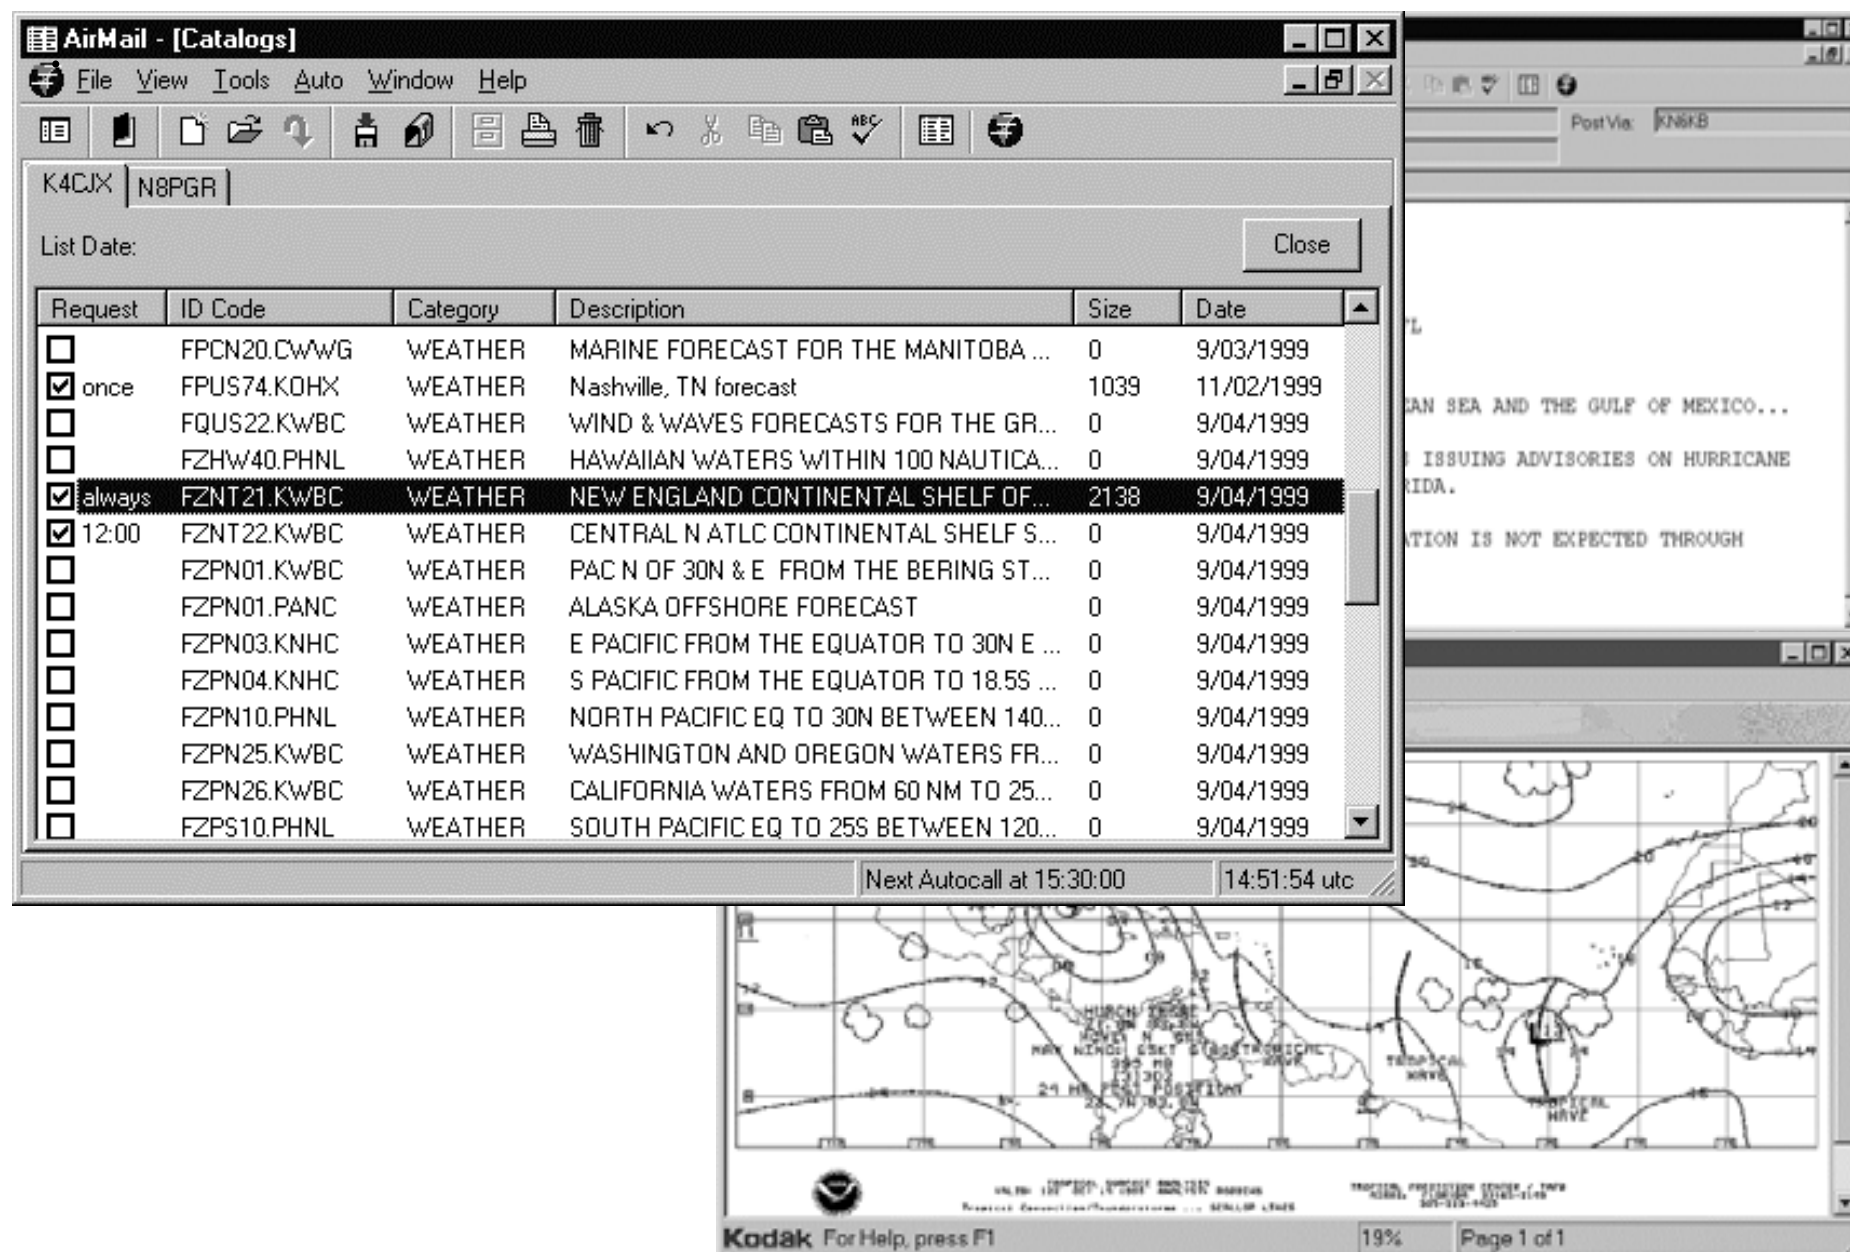 AirMail - [Catalogs]
File View Tools Auto Window Help
ABC
K4CJX N8PGR
List Date: Close
Request ID Code Category Description Size Date
FPCN20.CWWG WEATHER MARINE FORECAST FOR THE MANITOBA ... 0 9/03/1999
once FPUS74.KOHX WEATHER Nashville, TN forecast 1039 11/02/1999
FQUS22.KWBC WEATHER WIND & WAVES FORECASTS FOR THE GR... 0 9/04/1999
FZHW40.PHNL WEATHER HAWAIIAN WATERS WITHIN 100 NAUTICA... 0 9/04/1999
always FZNT21.KWBC WEATHER NEW ENGLAND CONTINENTAL SHELF OF... 2138 9/04/1999
12:00 FZNT22.KWBC WEATHER CENTRAL N ATLC CONTINENTAL SHELF S... 0 9/04/1999
FZPN01.KWBC WEATHER PAC N OF 30N & E FROM THE BERING ST... 0 9/04/1999
FZPN01.PANC WEATHER ALASKA OFFSHORE FORECAST 0 9/04/1999
FZPN03.KNHC WEATHER E PACIFIC FROM THE EQUATOR TO 30N E ... 0 9/04/1999
FZPN04.KNHC WEATHER S PACIFIC FROM THE EQUATOR TO 18.5S ... 0 9/04/1999
FZPN10.PHNL WEATHER NORTH PACIFIC EQ TO 30N BETWEEN 140... 0 9/04/1999
FZPN25.KWBC WEATHER WASHINGTON AND OREGON WATERS FR... 0 9/04/1999
FZPN26.KWBC WEATHER CALIFORNIA WATERS FROM 60 NM TO 25... 0 9/04/1999
FZPS10.PHNL WEATHER SOUTH PACIFIC EQ TO 25S BETWEEN 120... 0 9/04/1999
Next Autocall at 15:30:00 14:51:54 utc
Post Via: KN6KB
SEA AND THE GULF OF MEXICO...
ISSUING ADVISORIES ON HURRICANE
IS NOT EXPECTED THROUGH
TROPICAL
WAVE
TROPICAL
WAVE
Kodak For Help, press F1 19% Page 1 of 1